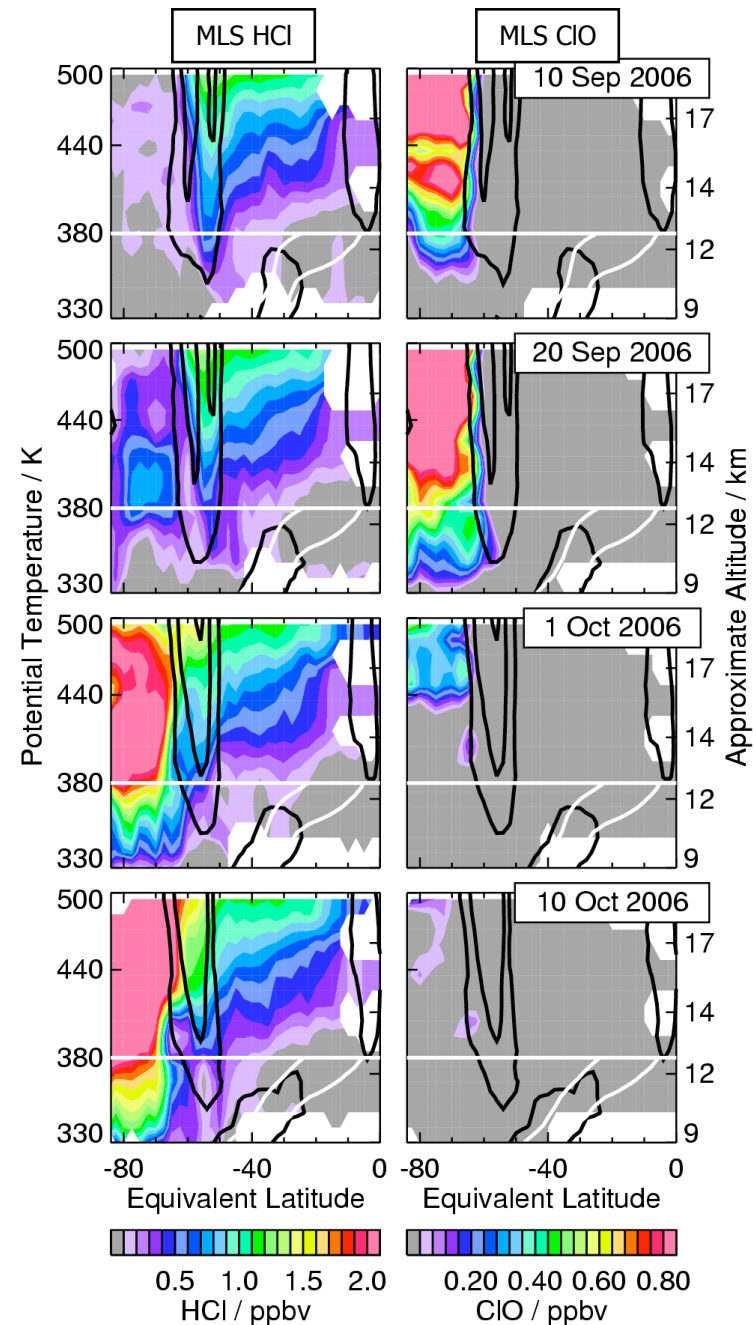 MLS HCl MLS ClO
10 Sep 2006
500
440 17
14
380 12
330 9
20 Sep 2006
500
440 17
14
380 12
330 9
Potential Temperature / K
Approximate Altitude / km
1 Oct 2006
500
440 17
14
380 12
330 9
10 Oct 2006
500
440 17
14
380 12
330 9
-80 -40 0 -80 -40 0
Equivalent Latitude Equivalent Latitude
0.5 1.0 1.5 2.0 0.20 0.40 0.60 0.80
HCl / ppbv ClO / ppbv